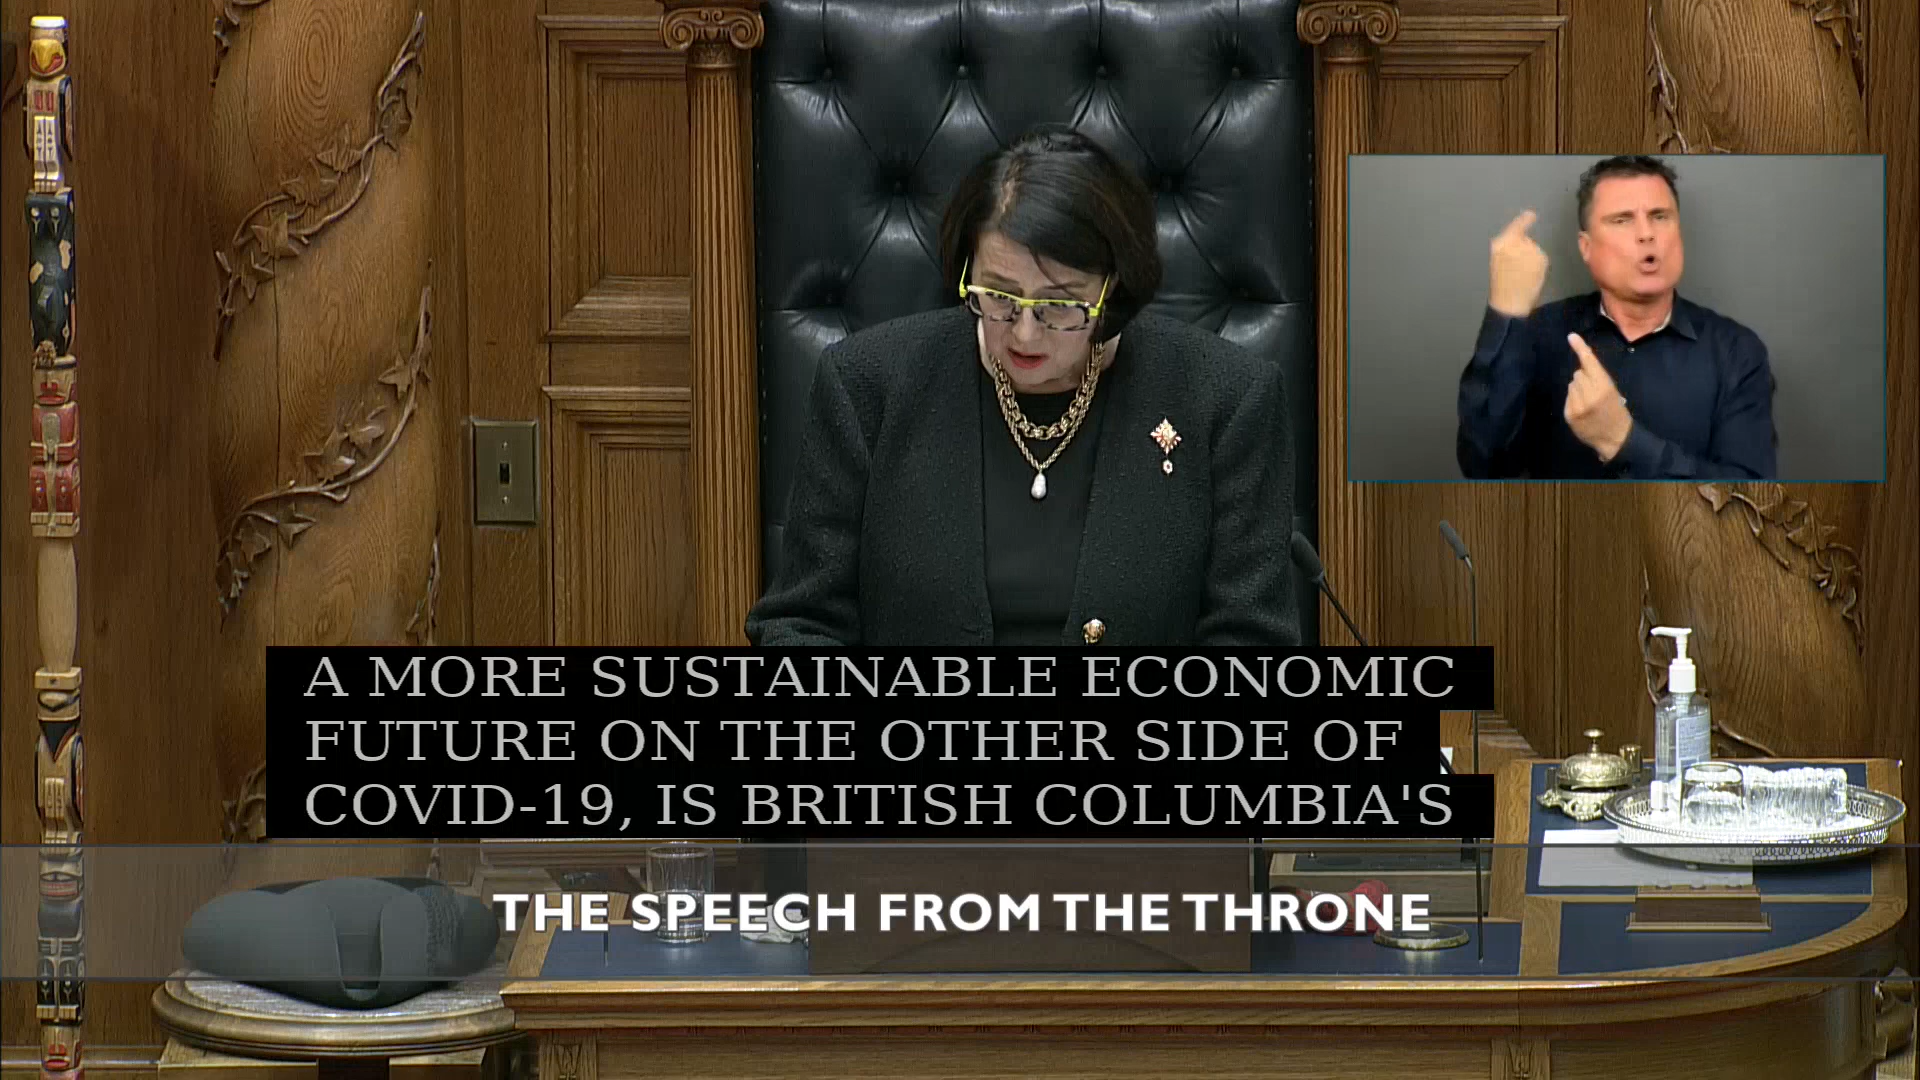 A MORE SUSTAINABLE ECONOMIC
FUTURE ON THE OTHER SIDE OF
COVID-19, IS BRITISH COLUMBIA'S
THE SPEECH FROM THE THRONE